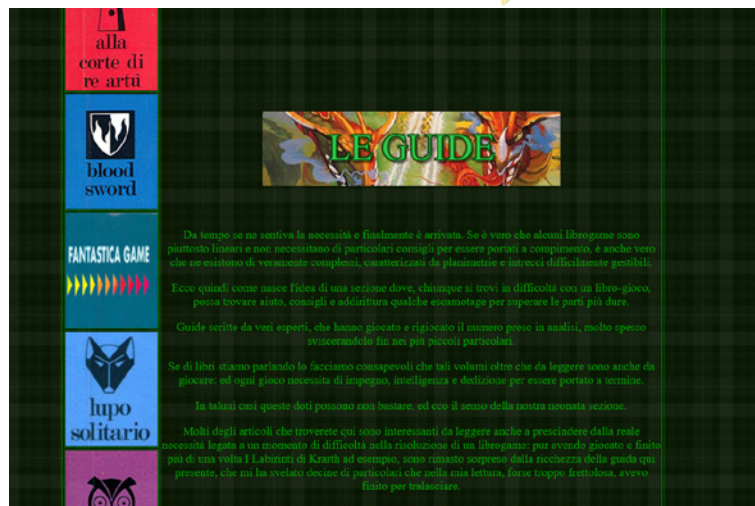 alla
corte di
re artù
blood
sword
FANTASTICA GAME
lupo
solitario
LE GUIDE
Da tempo se ne sentiva la necessità e finalmente è arrivata. Se è vero che alcuni librogame sono
piuttosto lineari e non necessitano di particolari consigli per essere portati a compimento, è anche vero
che ne esistono di veramente complessi, caratterizzati da planimetrie e intrecci difficilmente gestibili.
Ecco quindi come nasce l'idea di una sezione dove, chiunque si trovi in difficoltà con un libro-gioco,
possa trovare aiuto, consigli e addirittura qualche escamotage per superare le parti più dure.
Guide scritte da veri esperti, che hanno giocato e rigiocato il numero preso in analisi, molto spesso
sviscerandolo fin nei più piccoli particolari.
Se di libri stiamo parlando lo facciamo consapevoli che tali volumi oltre che da leggere sono anche da
giocare: ed ogni gioco necessita di impegno, intelligenza e dedizione per essere portato a termine.
In taluni casi queste doti possono non bastare, ed eco il senso della nostra neonata sezione.
Molti degli articoli che troverete qui sono interessanti da leggere anche a prescindere dalla reale
necessità legata a un momento di difficoltà nella risoluzione di un librogame: pur avendo giocato e finito
più di una volta I Labirinti di Krarth ad esempio, sono rimasto sorpreso dalla ricchezza della guida qui
presente, che mi ha svelato decine di particolari che nella mia lettura, forse troppo frettolosa, avevo
finito per tralasciare.